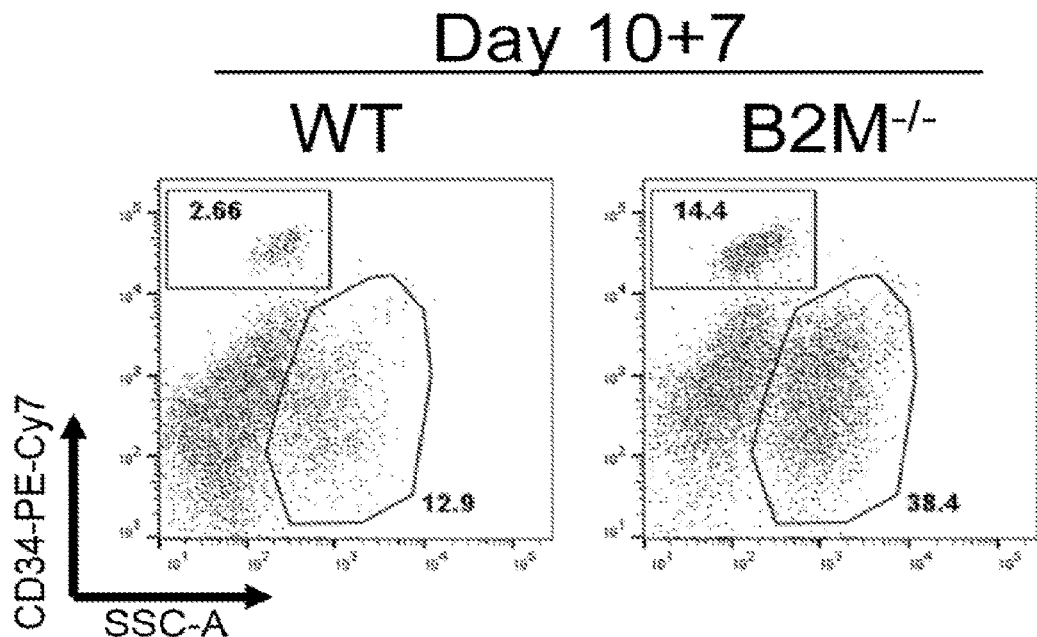 Day 10+7
WT
B2M-/-
2.66
14.4
12.9
38.4
CD34-PE-Cy7
SSC-A